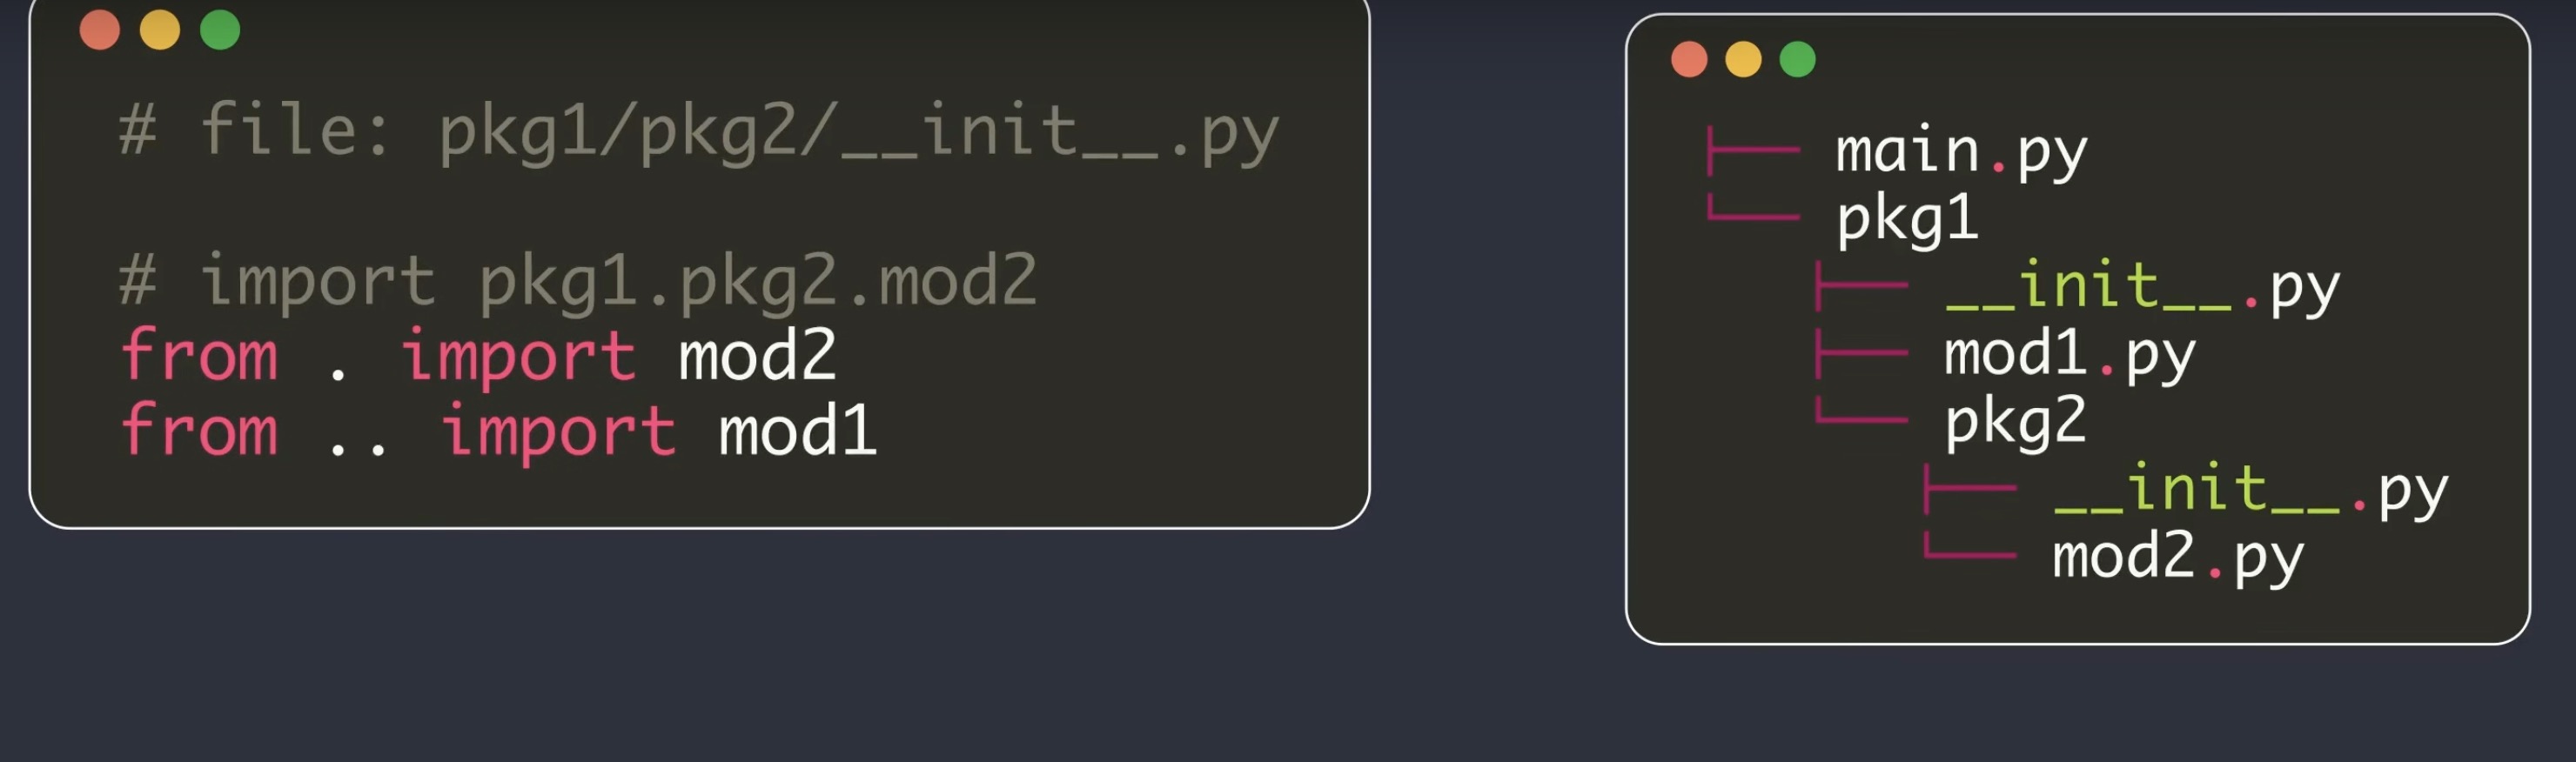 # file: pkg1/pkg2/__init__.py
# import pkg1.pkg2.mod2
from . import mod2
from .. import mod1
├── main.py
└── pkg1
├── __init__.py
├── mod1.py
└── pkg2
├── __init__.py
└── mod2.py